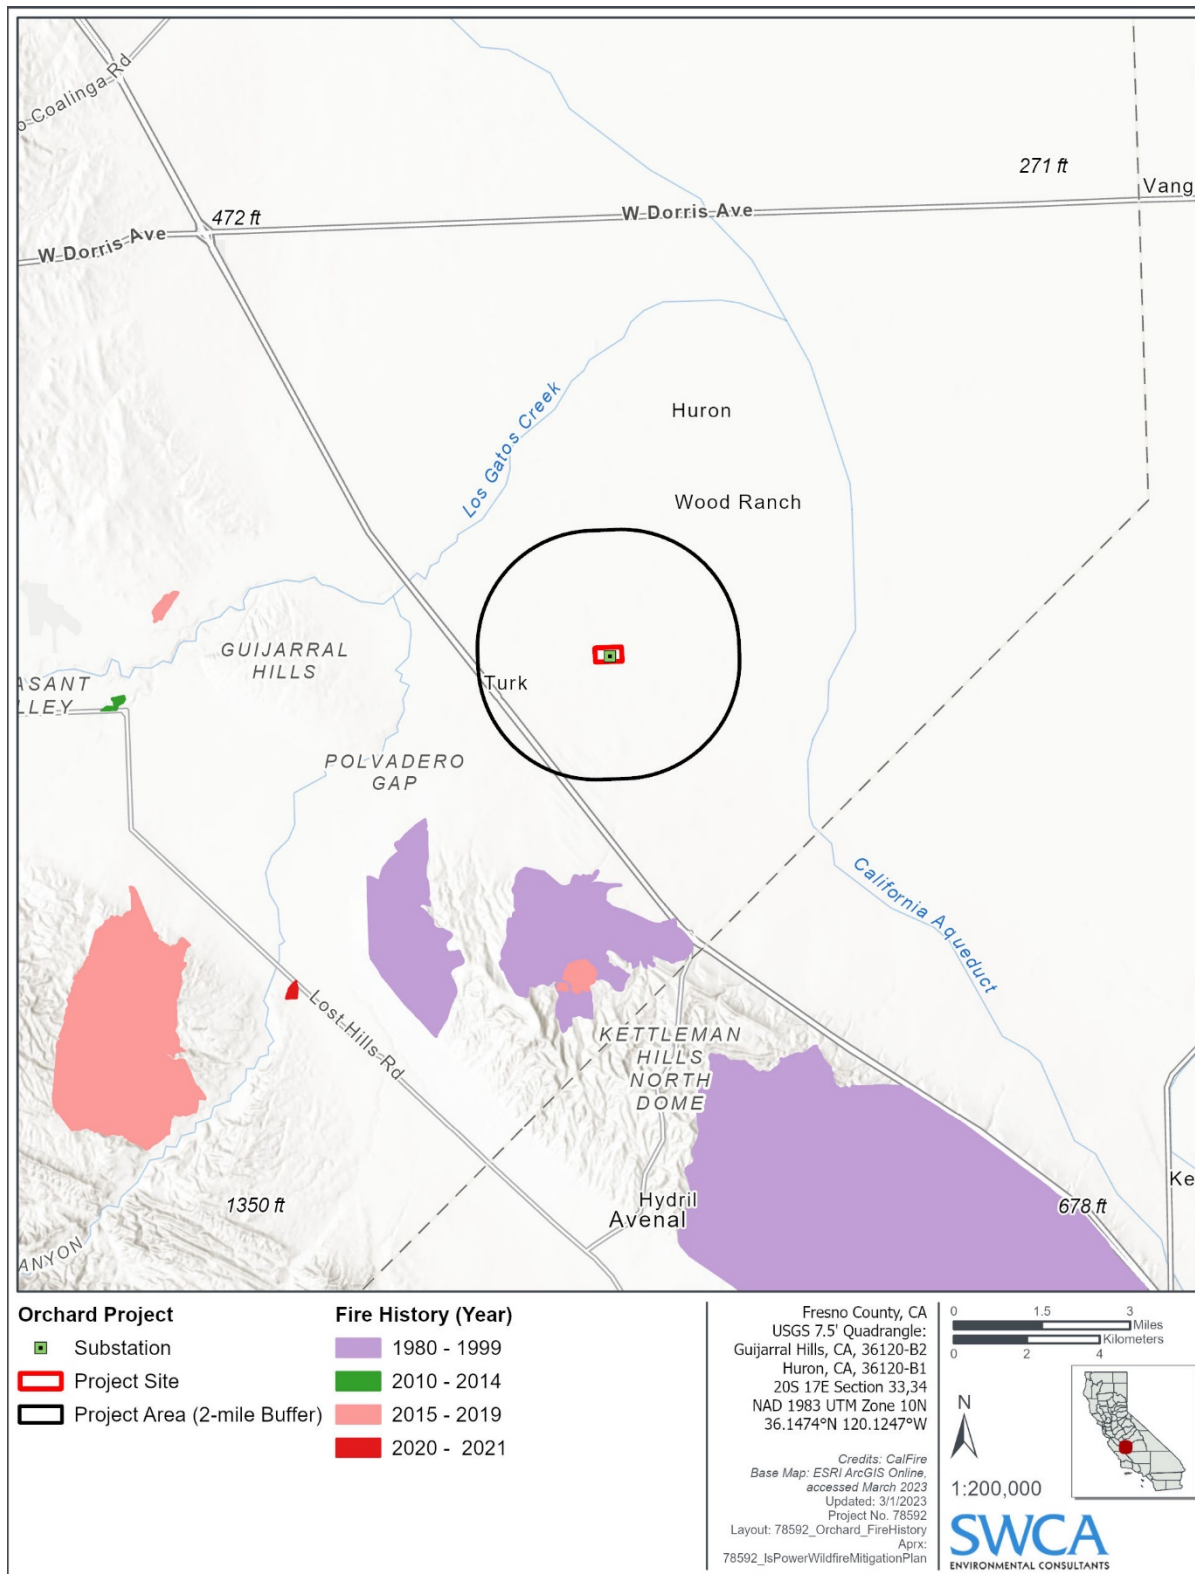 o Coalinga Rd
271 ft
Vang
472 ft
W Dorris Ave
W Dorris Ave
Huron
Los Gatos Creek
Wood Ranch
GUIJARRAL
HILLS
ASANT
LLEY
Turk
POLVADERO
GAP
California Aqueduct
Lost Hills Rd
KETTLEMAN
HILLS
NORTH
DOME
Hydril
Avenal
1350 ft
678 ft
Ke
ANYON
Orchard Project
Substation
Project Site
Project Area (2-mile Buffer)
Fire History (Year)
1980 - 1999
2010 - 2014
2015 - 2019
2020 - 2021
Fresno County, CA
USGS 7.5' Quadrangle:
Guijarral Hills, CA, 36120-B2
Huron, CA, 36120-B1
20S 17E Section 33,34
NAD 1983 UTM Zone 10N
36.1474°N 120.1247°W
Credits: CalFire
Base Map: ESRI ArcGIS Online,
accessed March 2023
Updated: 3/1/2023
Project No. 78592
Layout: 78592_Orchard_FireHistory
Aprx:
78592_IsPowerWildfireMitigationPlan
0 1.5 3
Miles
Kilometers
0 2 4
N
1:200,000
SWCA
ENVIRONMENTAL CONSULTANTS